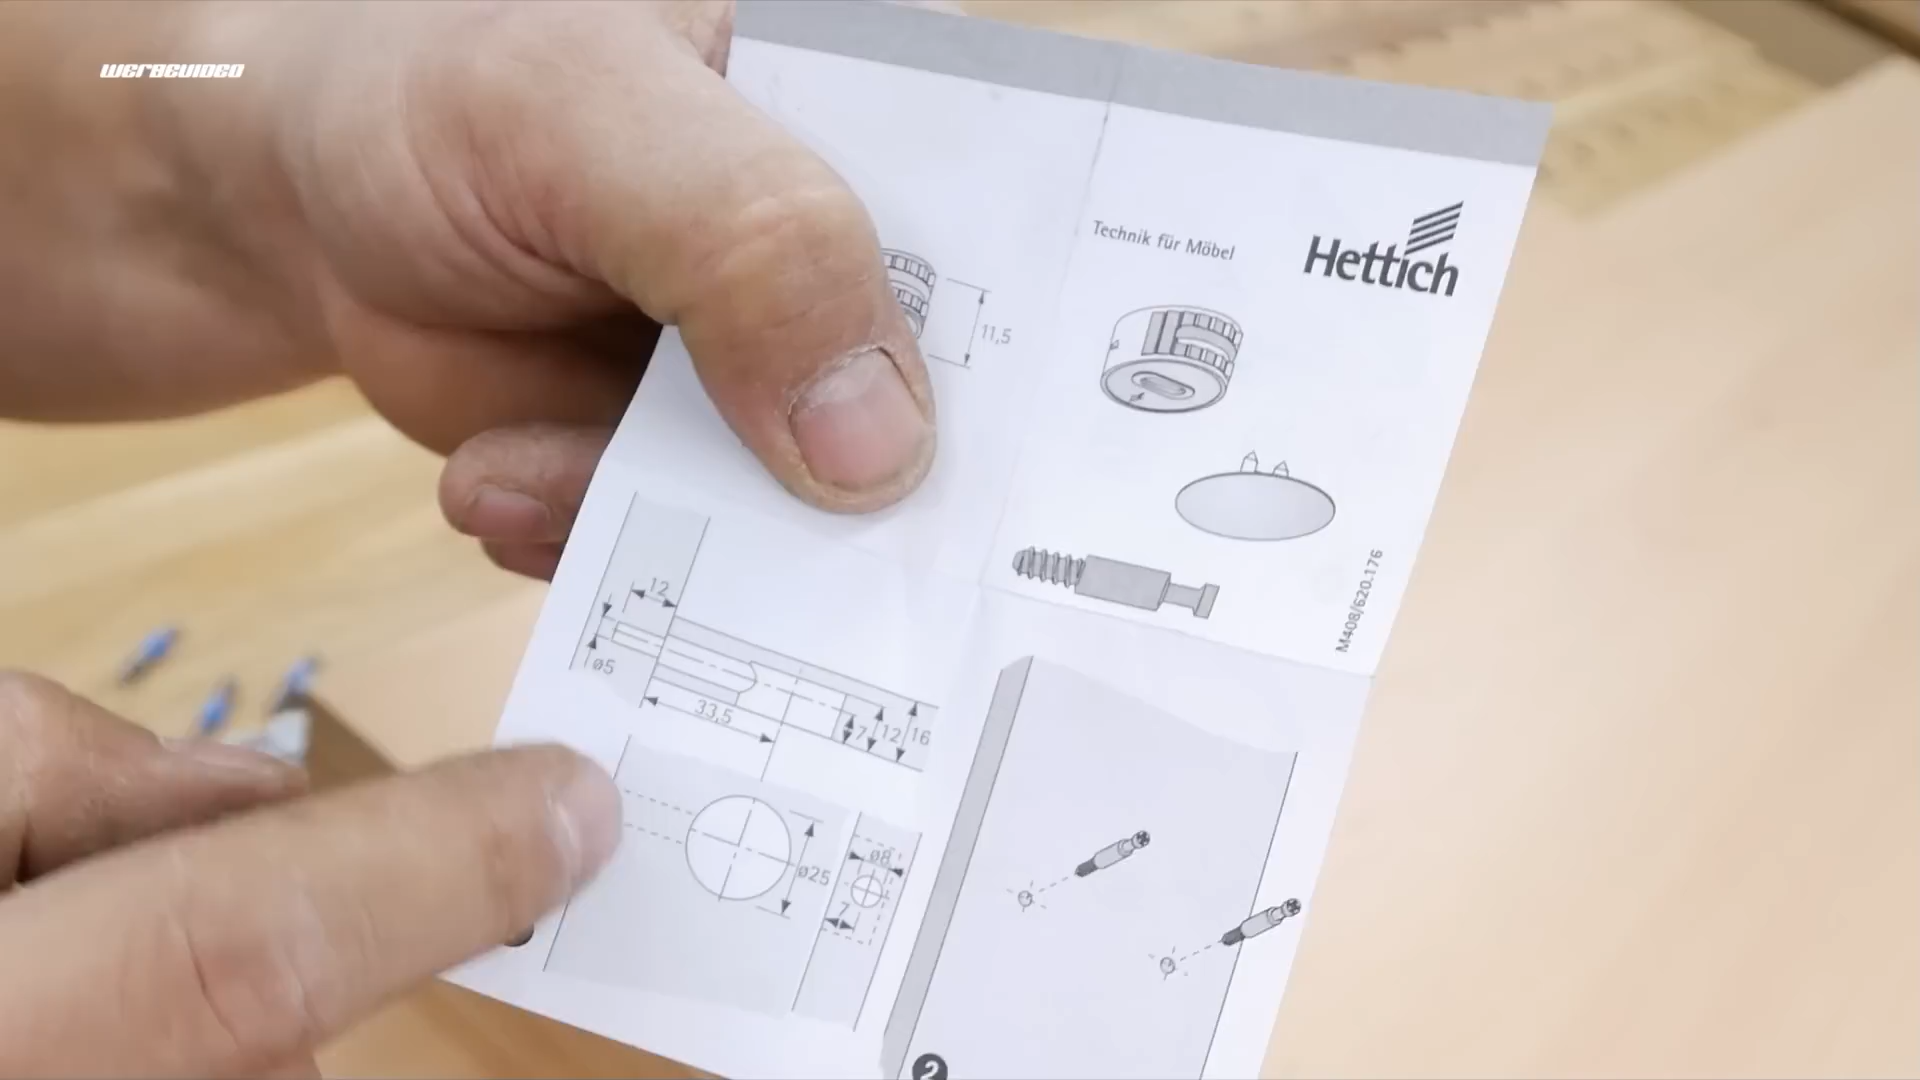 WERBEVIDEO
Technik für Möbel
Hettich
11,5
M408/620.176
12
ø5
33,5
7
12
16
ø25
ø8
7
2